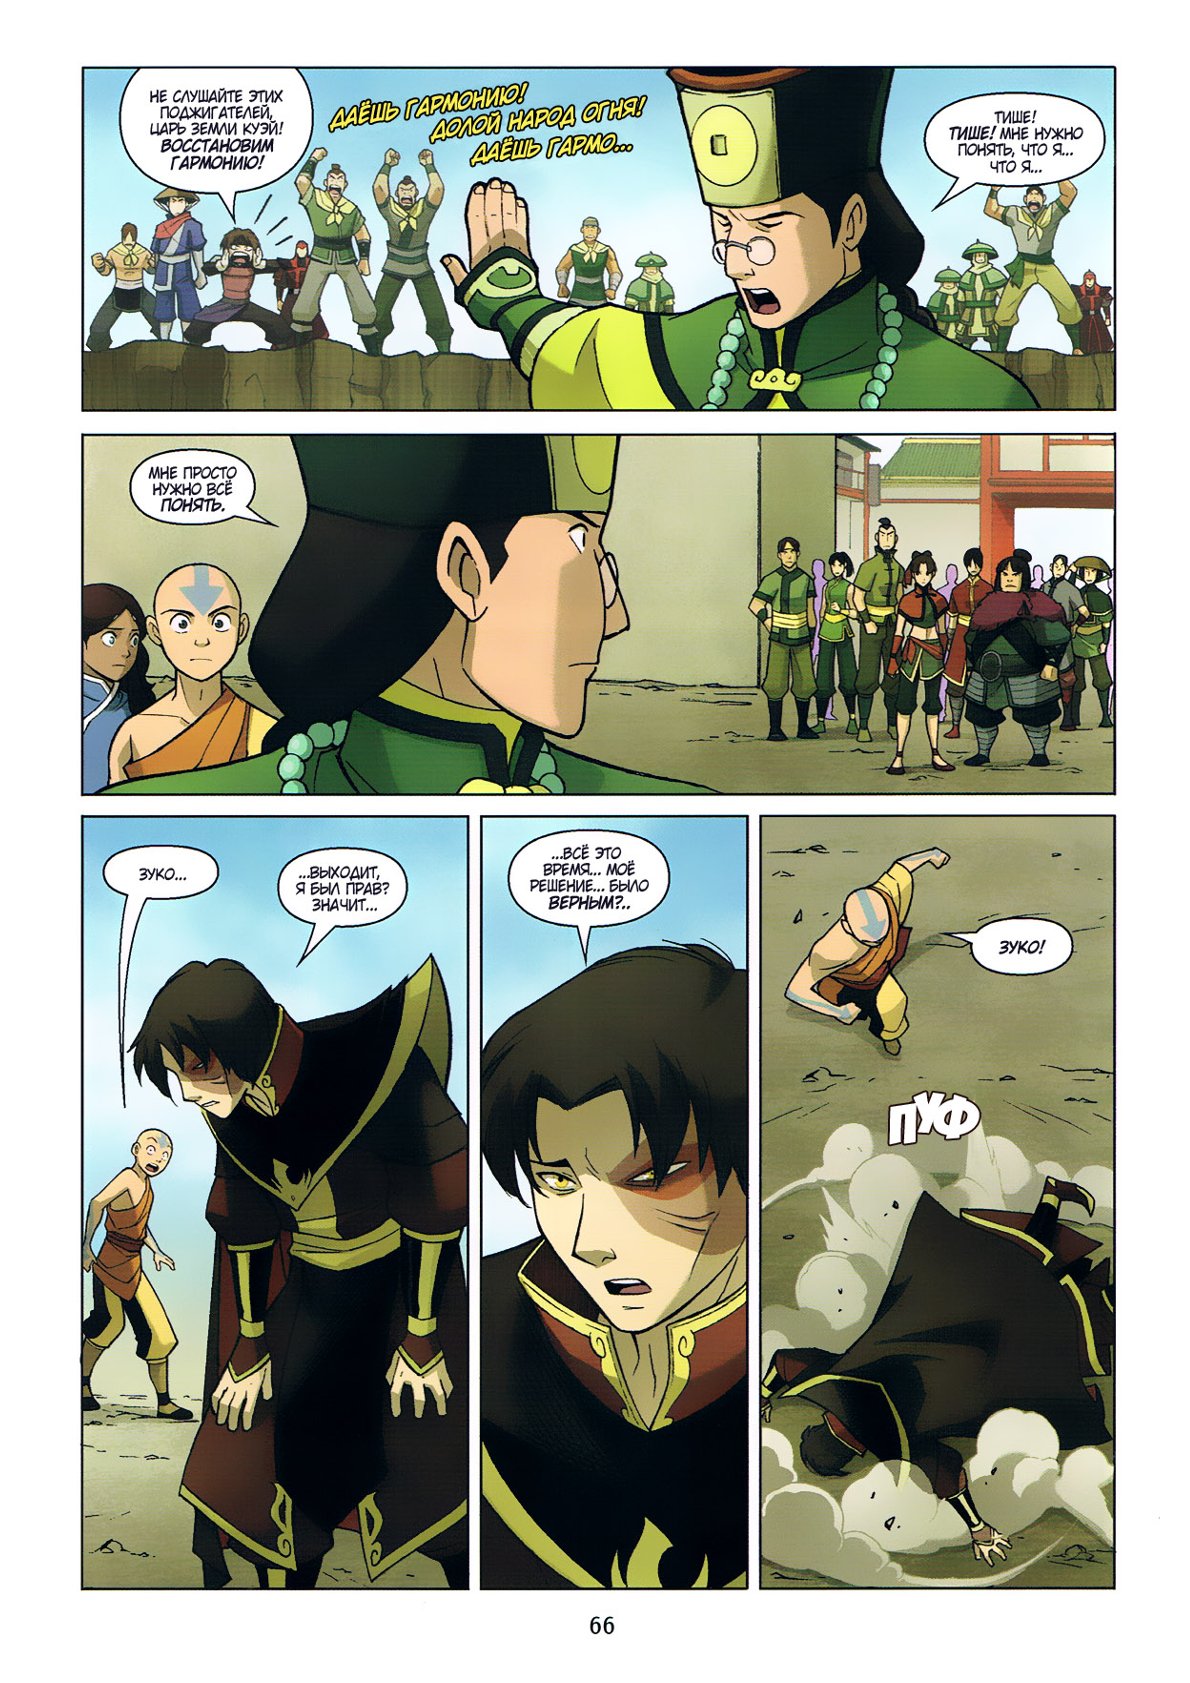 НЕ СЛУШАЙТЕ ЭТИХ
ПОДЖИГАТЕЛЕЙ,
ЦАРЬ ЗЕМЛИ КУЭЙ!
ВОССТАНОВИМ
ГАРМОНИЮ!
ДАЁШЬ ГАРМОНИЮ!
ДОЛОЙ НАРОД ОГНЯ!
ДАЁШЬ ГАРМО...
ТИШЕ!
ТИШЕ! МНЕ НУЖНО
ПОНЯТЬ, ЧТО Я...
ЧТО Я...
МНЕ ПРОСТО
НУЖНО ВСЁ
ПОНЯТЬ.
ЗУКО...
...ВЫХОДИТ,
Я БЫЛ ПРАВ?
ЗНАЧИТ...
...ВСЁ ЭТО
ВРЕМЯ... МОЁ
РЕШЕНИЕ... БЫЛО
ВЕРНЫМ?..
ЗУКО!
ПУФ
66